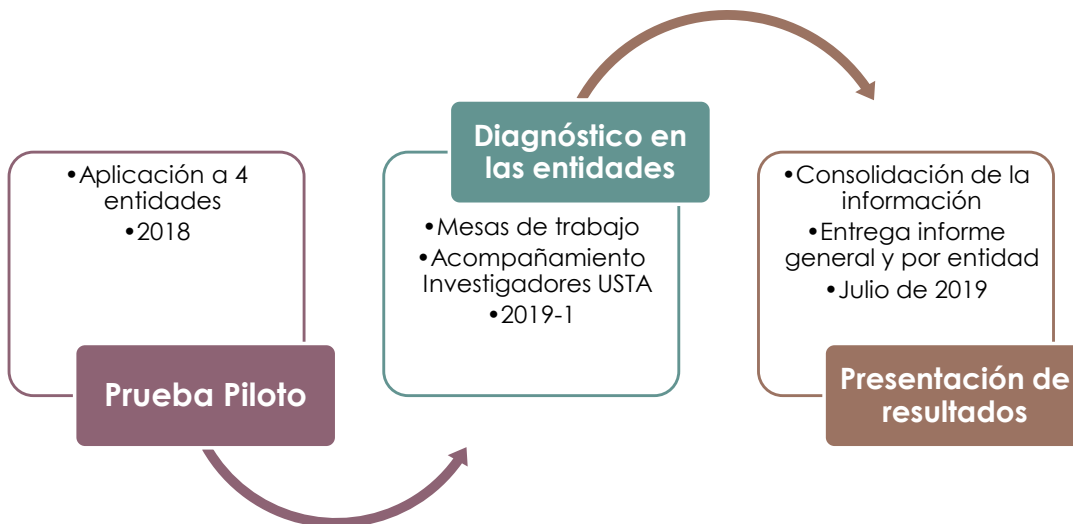 •Aplicación a 4
entidades
•2018
Prueba Piloto
Diagnóstico en
las entidades
•Mesas de trabajo
•Acompañamiento
Investigadores USTA
•2019-1
•Consolidación de la
información
•Entrega informe
general y por entidad
•Julio de 2019
Presentación de
resultados